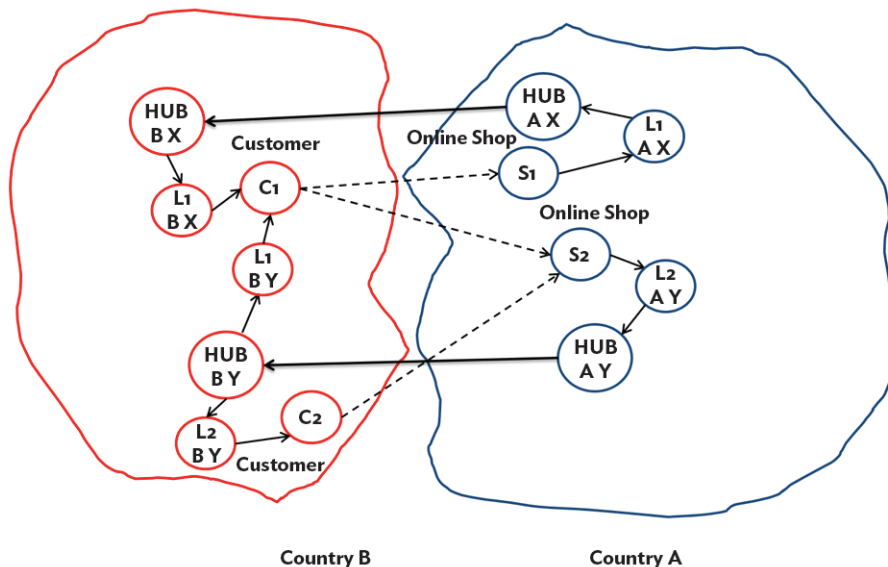 HUB
B X
HUB
A X
L1
A X
Customer
Online Shop
S1
C1
L1
B X
Online Shop
S2
L1
B Y
L2
A Y
HUB
B Y
HUB
A Y
C2
L2
B Y
Customer
Country B
Country A